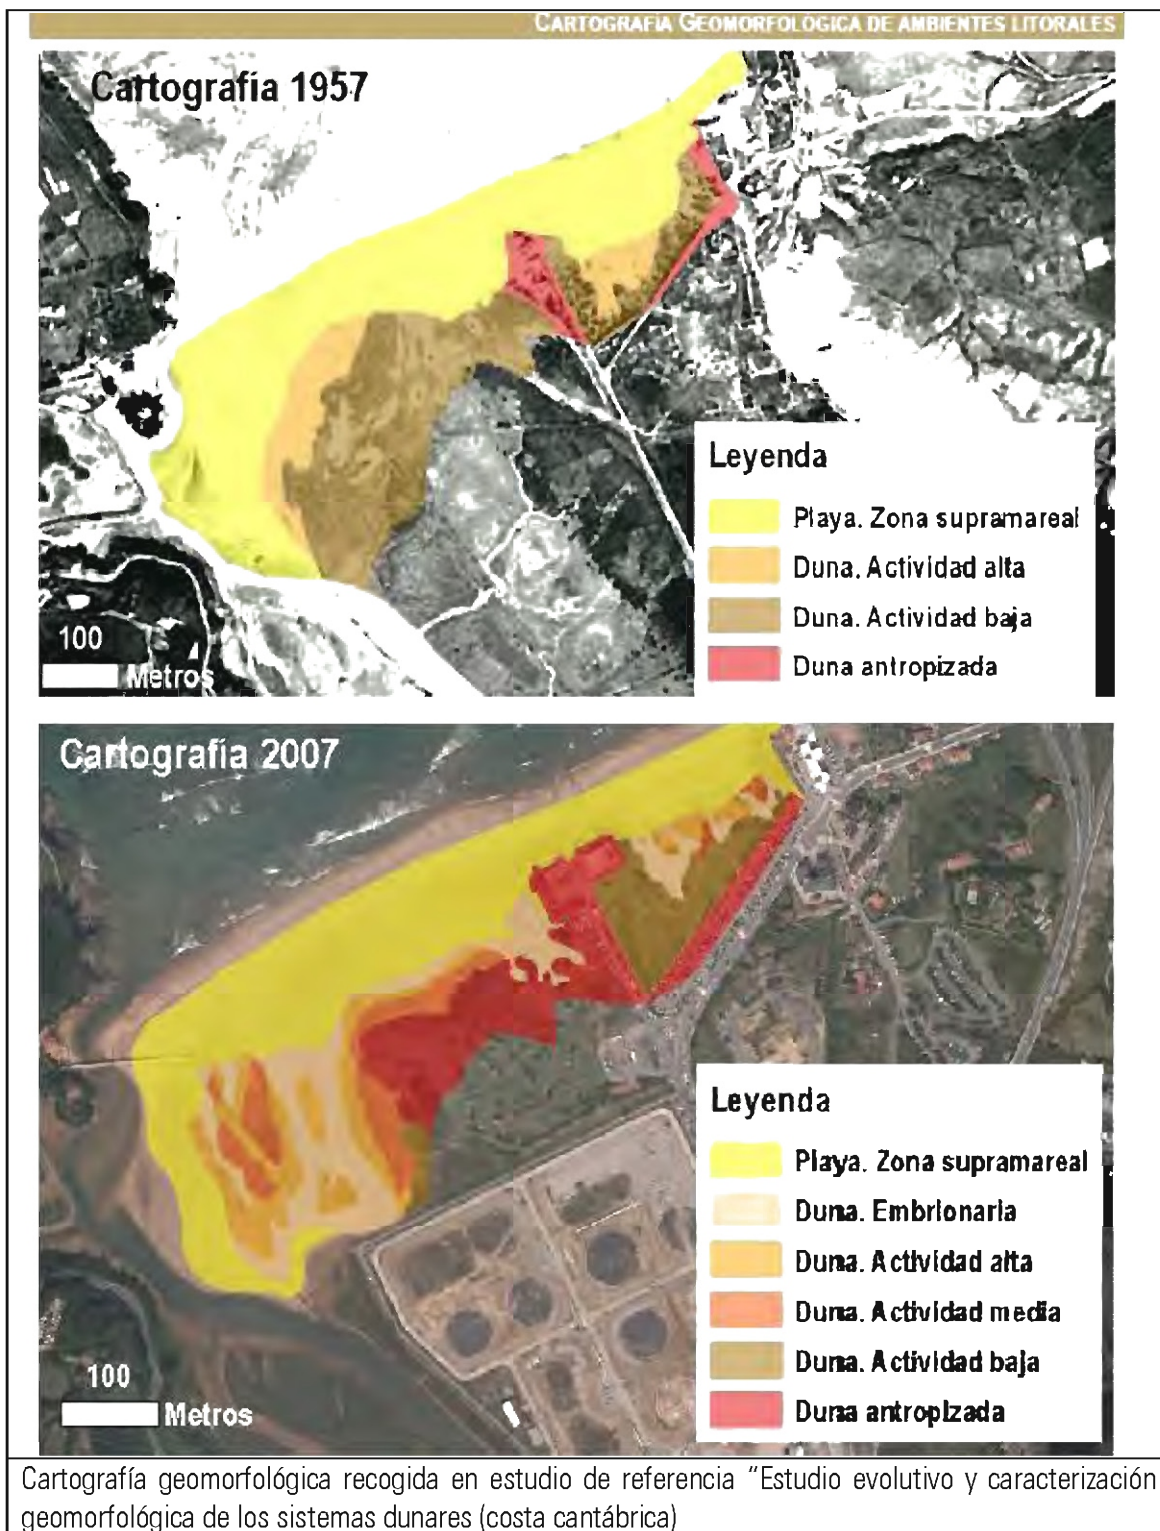 CARTOGRAFÍA GEOMORFOLÓGICA DE AMBIENTES LITORALES
Cartografía 1957
Leyenda
Playa. Zona supramareal
Duna. Actividad alta
Duna. Actividad baja
Duna antropizada
100
Metros
Cartografía 2007
Leyenda
Playa. Zona supramareal
Duna. Embrionaria
Duna. Actividad alta
Duna. Actividad media
Duna. Actividad baja
Duna antropizada
100
Metros
Cartografía geomorfológica recogida en estudio de referencia “Estudio evolutivo y caracterización
geomorfológica de los sistemas dunares (costa cantábrica)